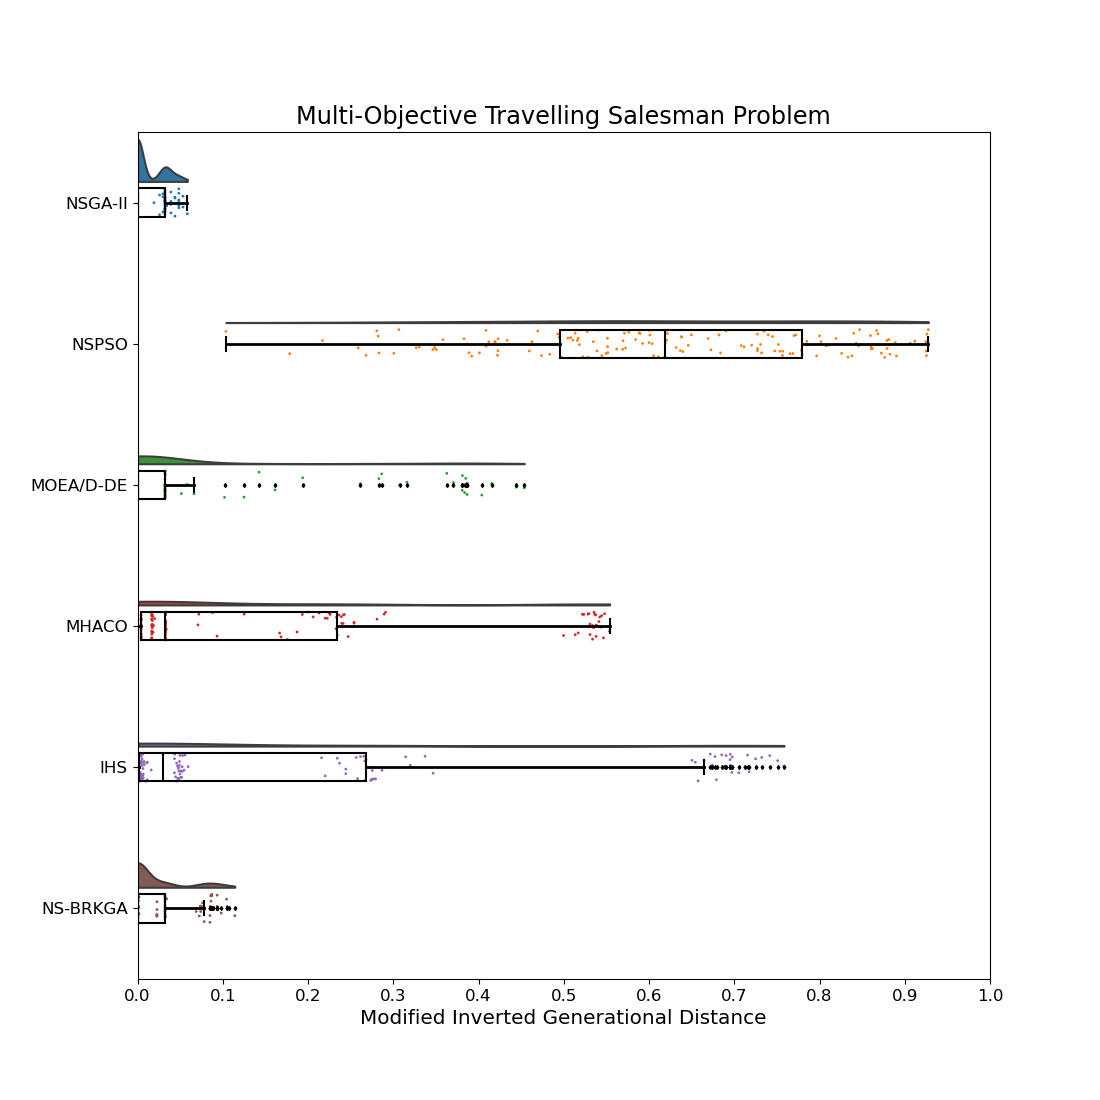 Multi-Objective Travelling Salesman Problem
NSGA-II
NSPSO
MOEA/D-DE
MHACO
IHS
NS-BRKGA
0.0 0.1 0.2 0.3 0.4 0.5 0.6 0.7 0.8 0.9 1.0
Modified Inverted Generational Distance